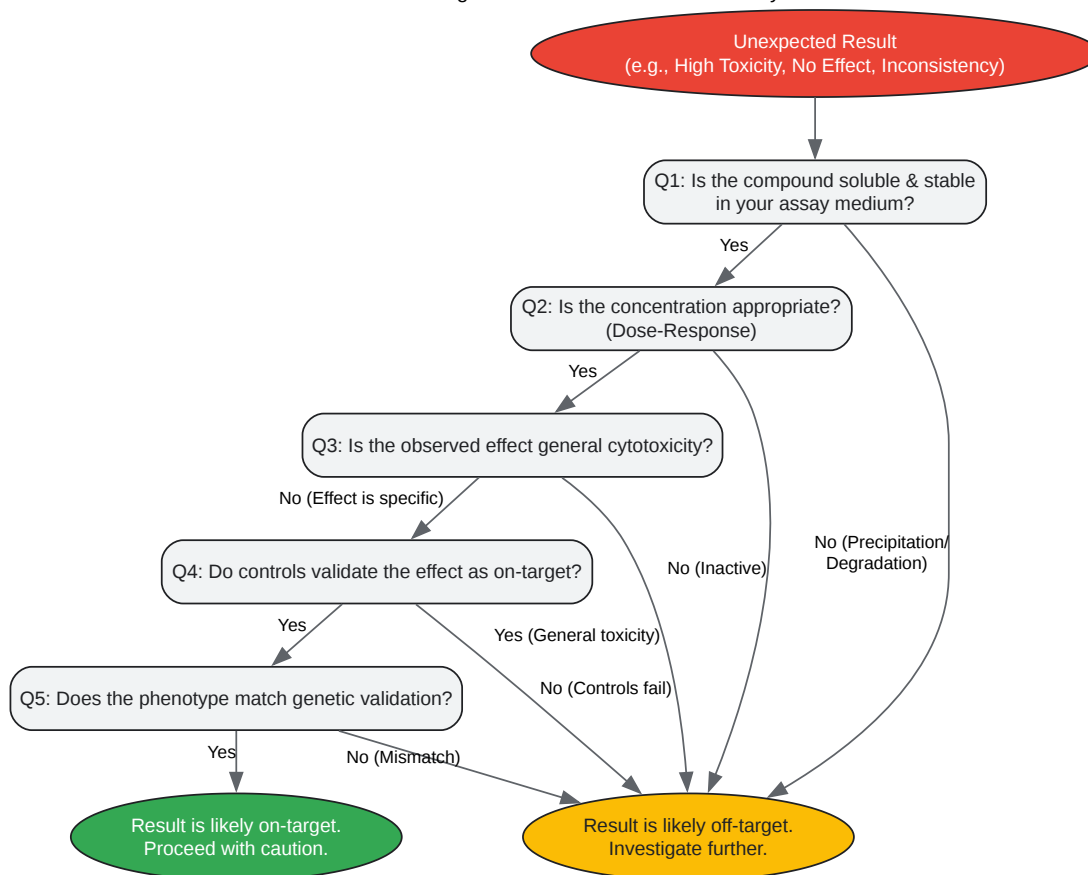 Unexpected Result
(e.g., High Toxicity, No Effect, Inconsistency)
Q1: Is the compound soluble & stable
in your assay medium?
Yes
Q2: Is the concentration appropriate?
(Dose-Response)
Yes
Q3: Is the observed effect general cytotoxicity?
No (Effect is specific)
No (Precipitation/
Degradation)
Q4: Do controls validate the effect as on-target?
No (Inactive)
Yes
Yes (General toxicity)
No (Controls fail)
Q5: Does the phenotype match genetic validation?
Yes
No (Mismatch)
Result is likely on-target.
Proceed with caution.
Result is likely off-target.
Investigate further.